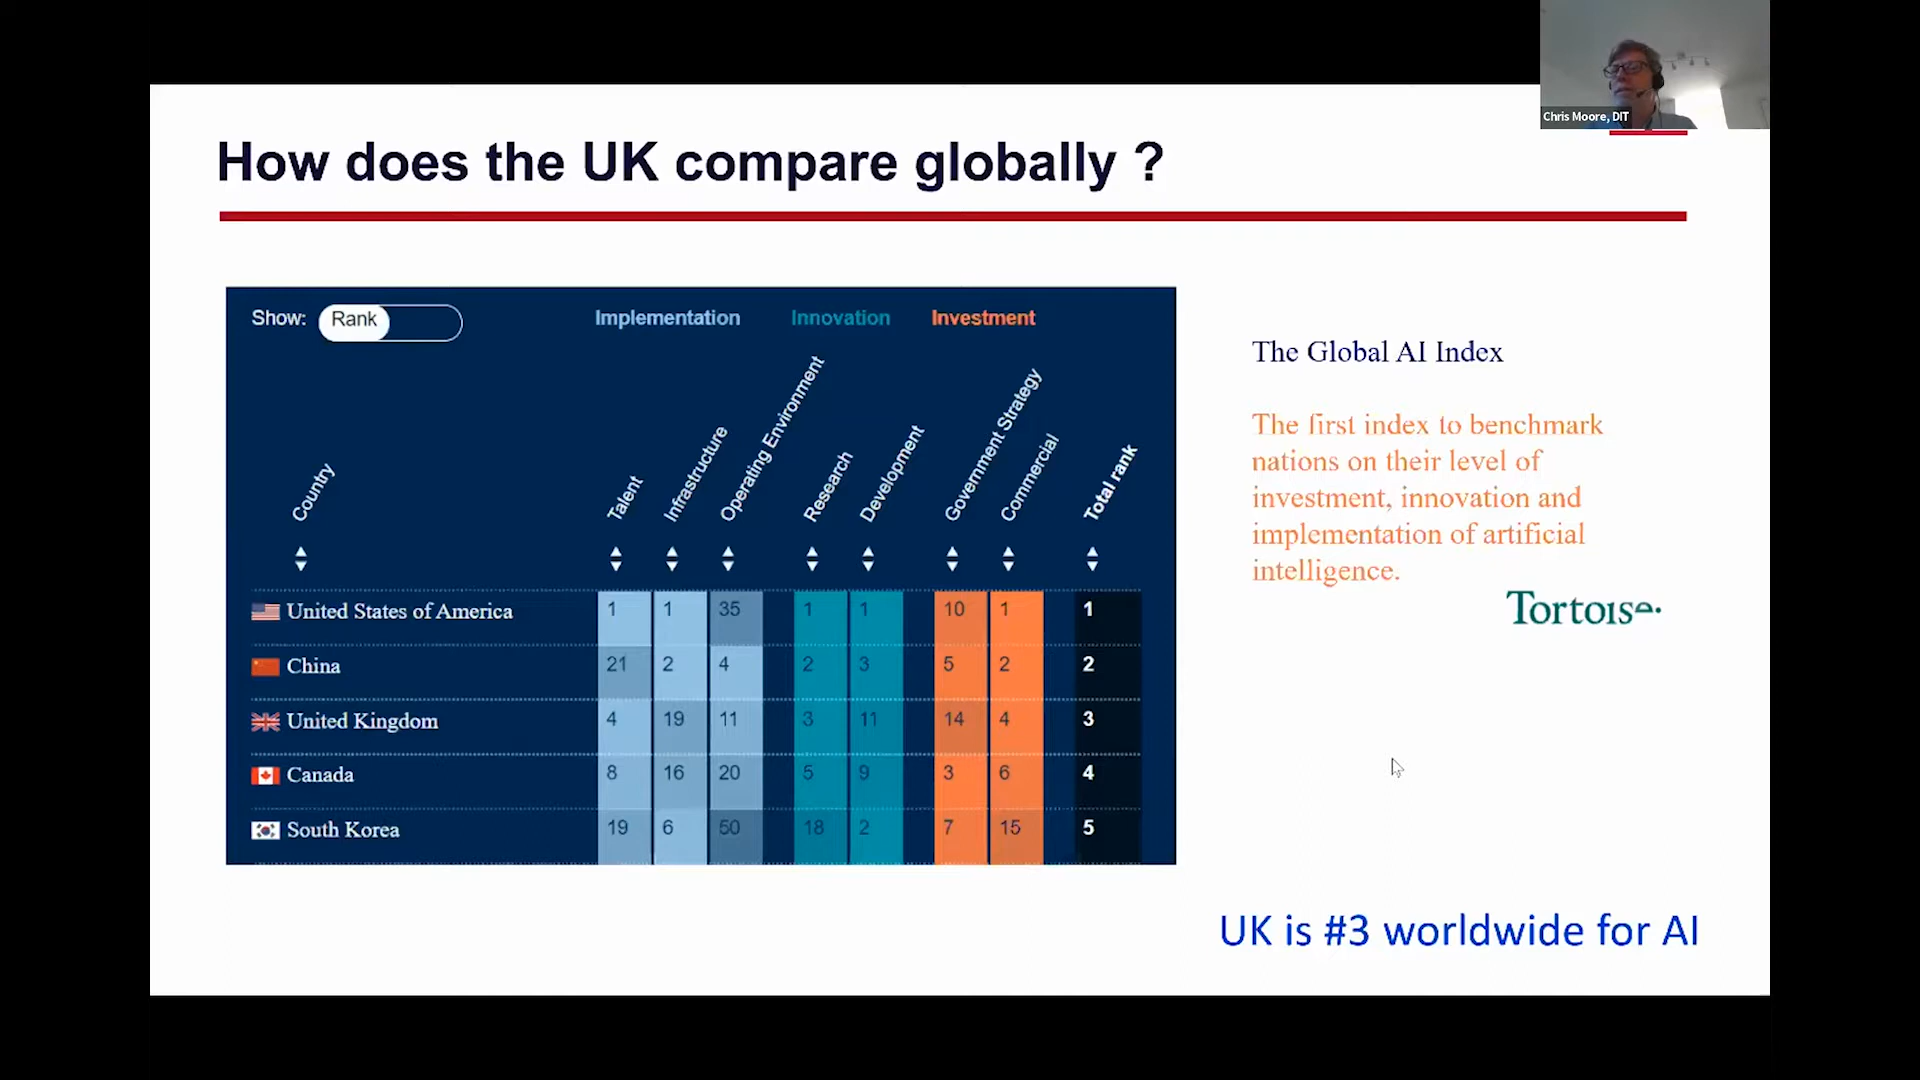 Chris Moore, DIT
How does the UK compare globally ?
Show: Rank
Implementation Innovation Investment
Country Talent Infrastructure Operating Environment Research Development Government Strategy Commercial Total rank
United States of America 1 1 35 1 1 10 1 1
China 21 2 4 2 3 5 2 2
United Kingdom 4 19 11 3 11 14 4 3
Canada 8 16 20 5 9 3 6 4
South Korea 19 6 50 18 2 7 15 5
The Global AI Index
The first index to benchmark
nations on their level of
investment, innovation and
implementation of artificial
intelligence.
Tortoise.
UK is #3 worldwide for AI